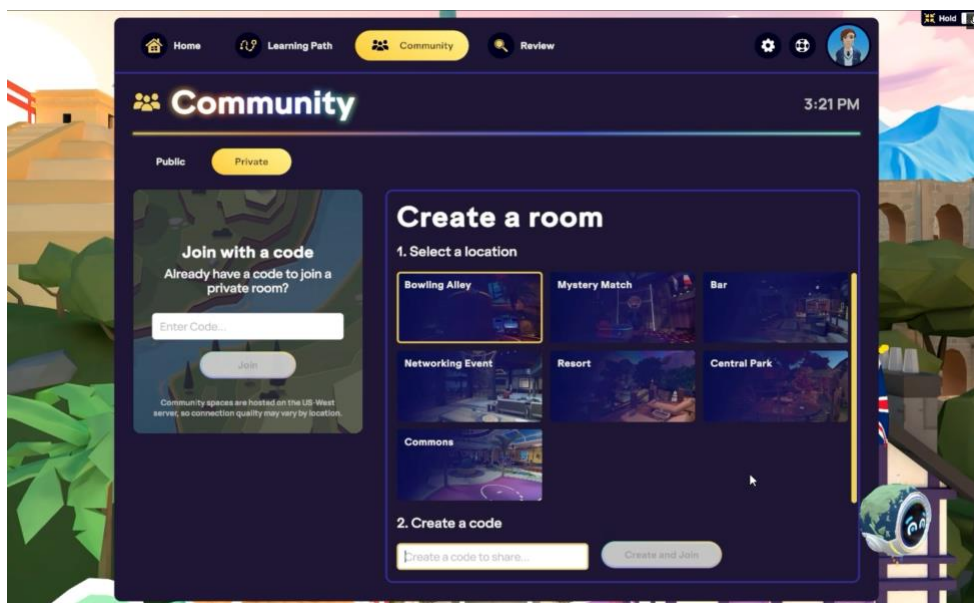 Hold
Home
Learning Path
Community
Review
Community
3:21 PM
Public
Private
Join with a code
Already have a code to join a
private room?
Enter Code...
Join
Community spaces are hosted on the US-West
server, so connection quality may vary by location.
Create a room
1. Select a location
Bowling Alley
Mystery Match
Bar
Networking Event
Resort
Central Park
Commons
2. Create a code
Create a code to share...
Create and Join